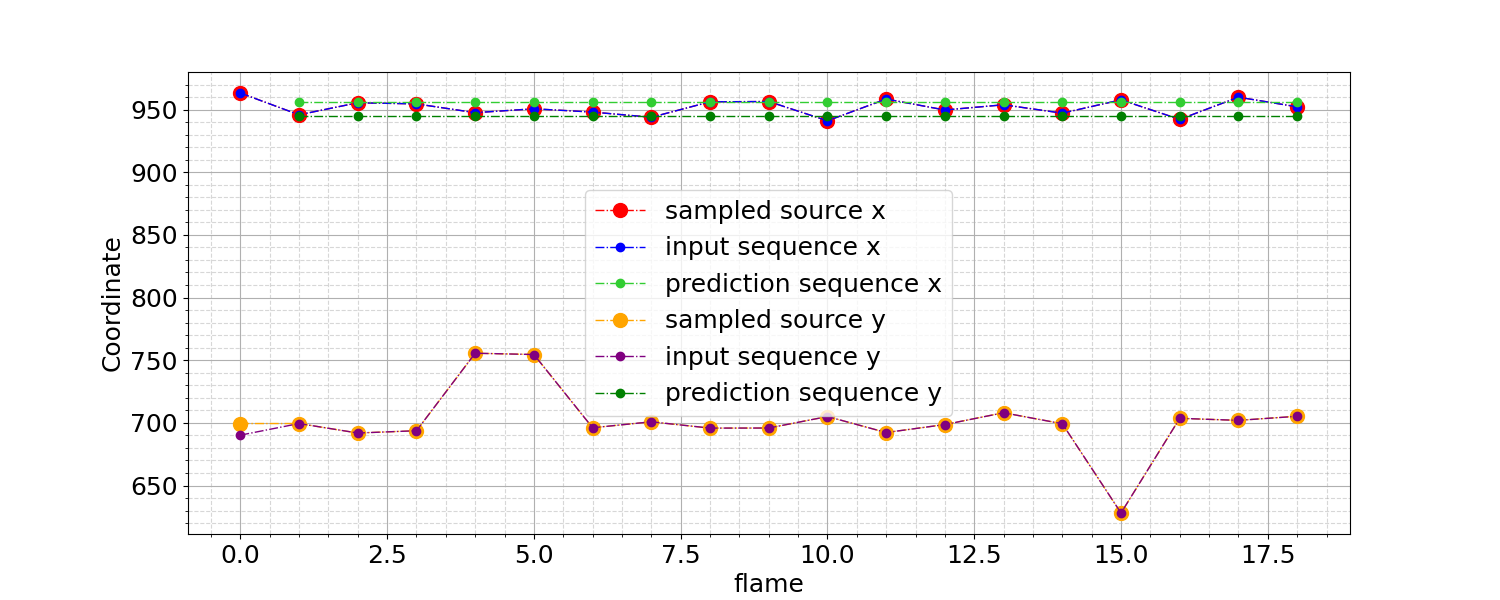 950
900
850
800
750
700
650
Coordinate
sampled source x
input sequence x
prediction sequence x
sampled source y
input sequence y
prediction sequence y
0.0 2.5 5.0 7.5 10.0 12.5 15.0 17.5
flame